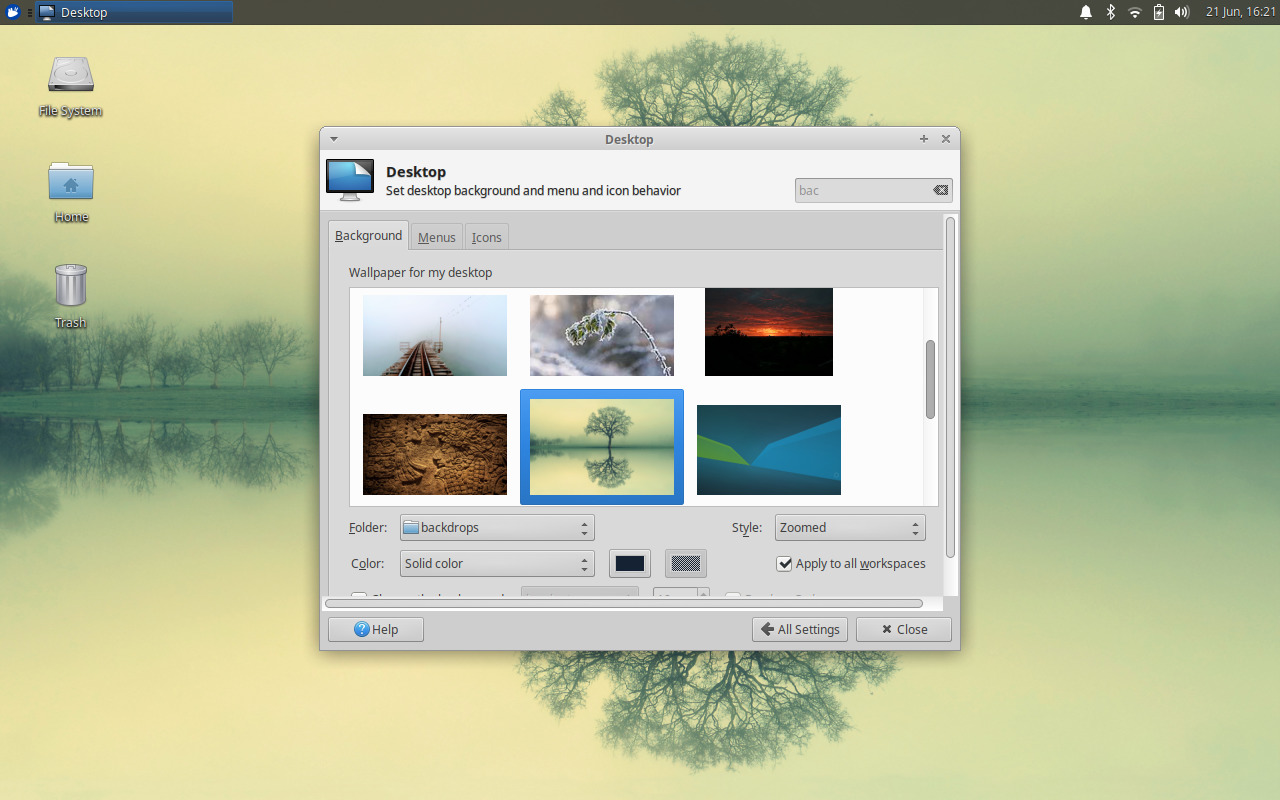 Desktop
21 Jun, 16:21
File System
Home
Trash
Desktop
Desktop
Set desktop background and menu and icon behavior
bac
Background
Menus
Icons
Wallpaper for my desktop
Folder:
backdrops
Style:
Zoomed
Color:
Solid color
Apply to all workspaces
Help
All Settings
Close